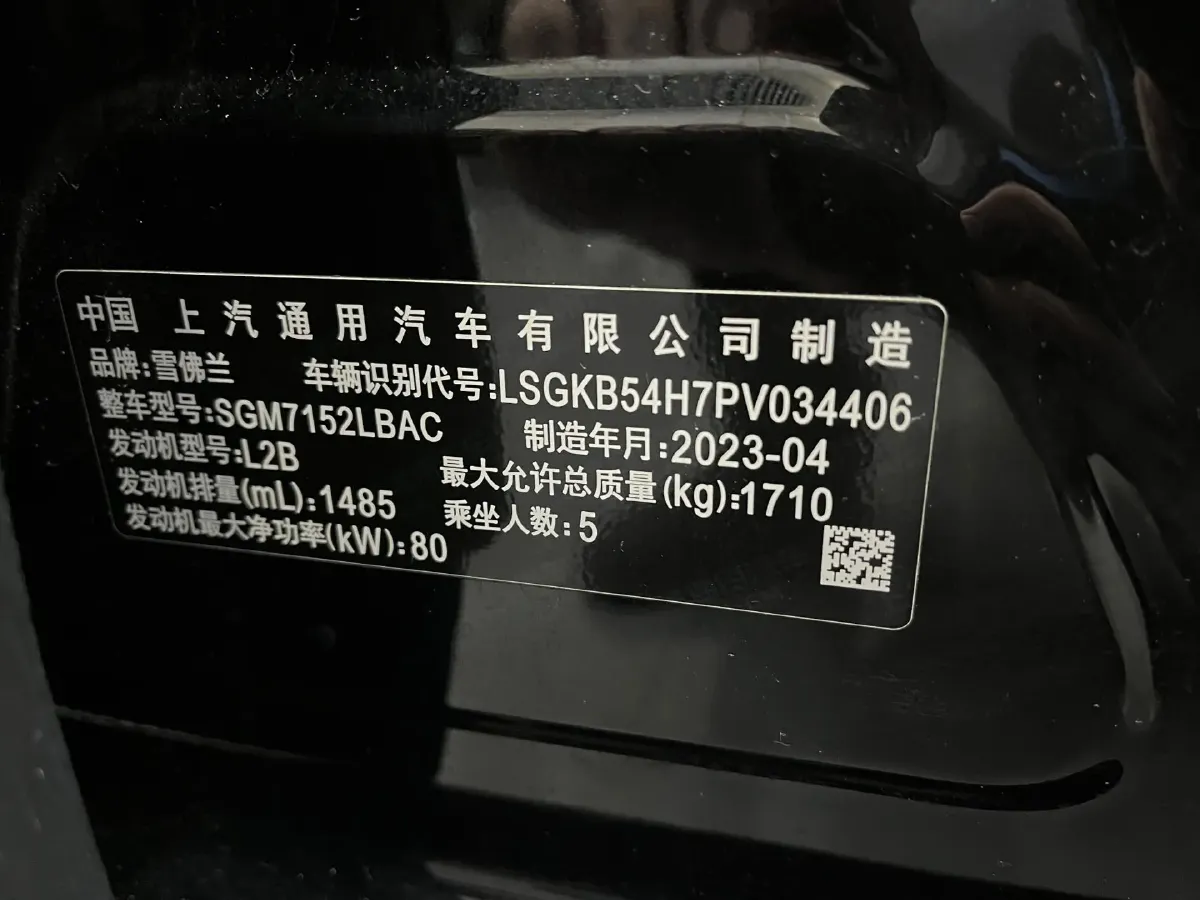 中国 上汽通用汽车有限公司制造
品牌:雪佛兰 车辆识别代号:LSGKB54H7PV034406
整车型号:SGM7152LBAC 制造年月:2023-04
发动机型号:L2B 最大允许总质量(kg):1710
发动机排量(mL):1485 乘坐人数:5
发动机最大净功率(kW):80